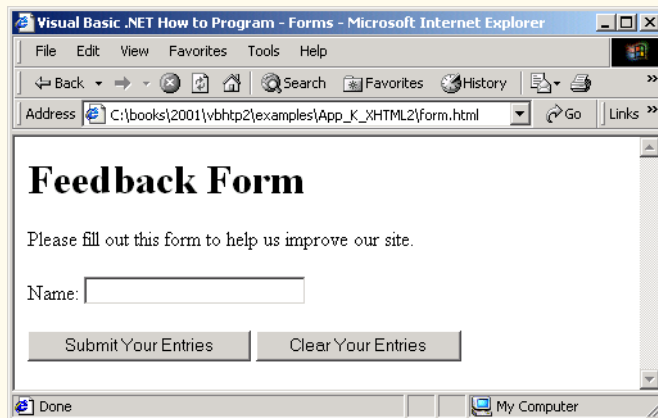 Visual Basic .NET How to Program - Forms - Microsoft Internet Explorer
File Edit View Favorites Tools Help
Back Search Favorites History »
Address C:\books\2001\vbhtp2\examples\App_K_XHTML2\form.html Go Links »
Feedback Form
Please fill out this form to help us improve our site.
Name:
Submit Your Entries Clear Your Entries
Done My Computer